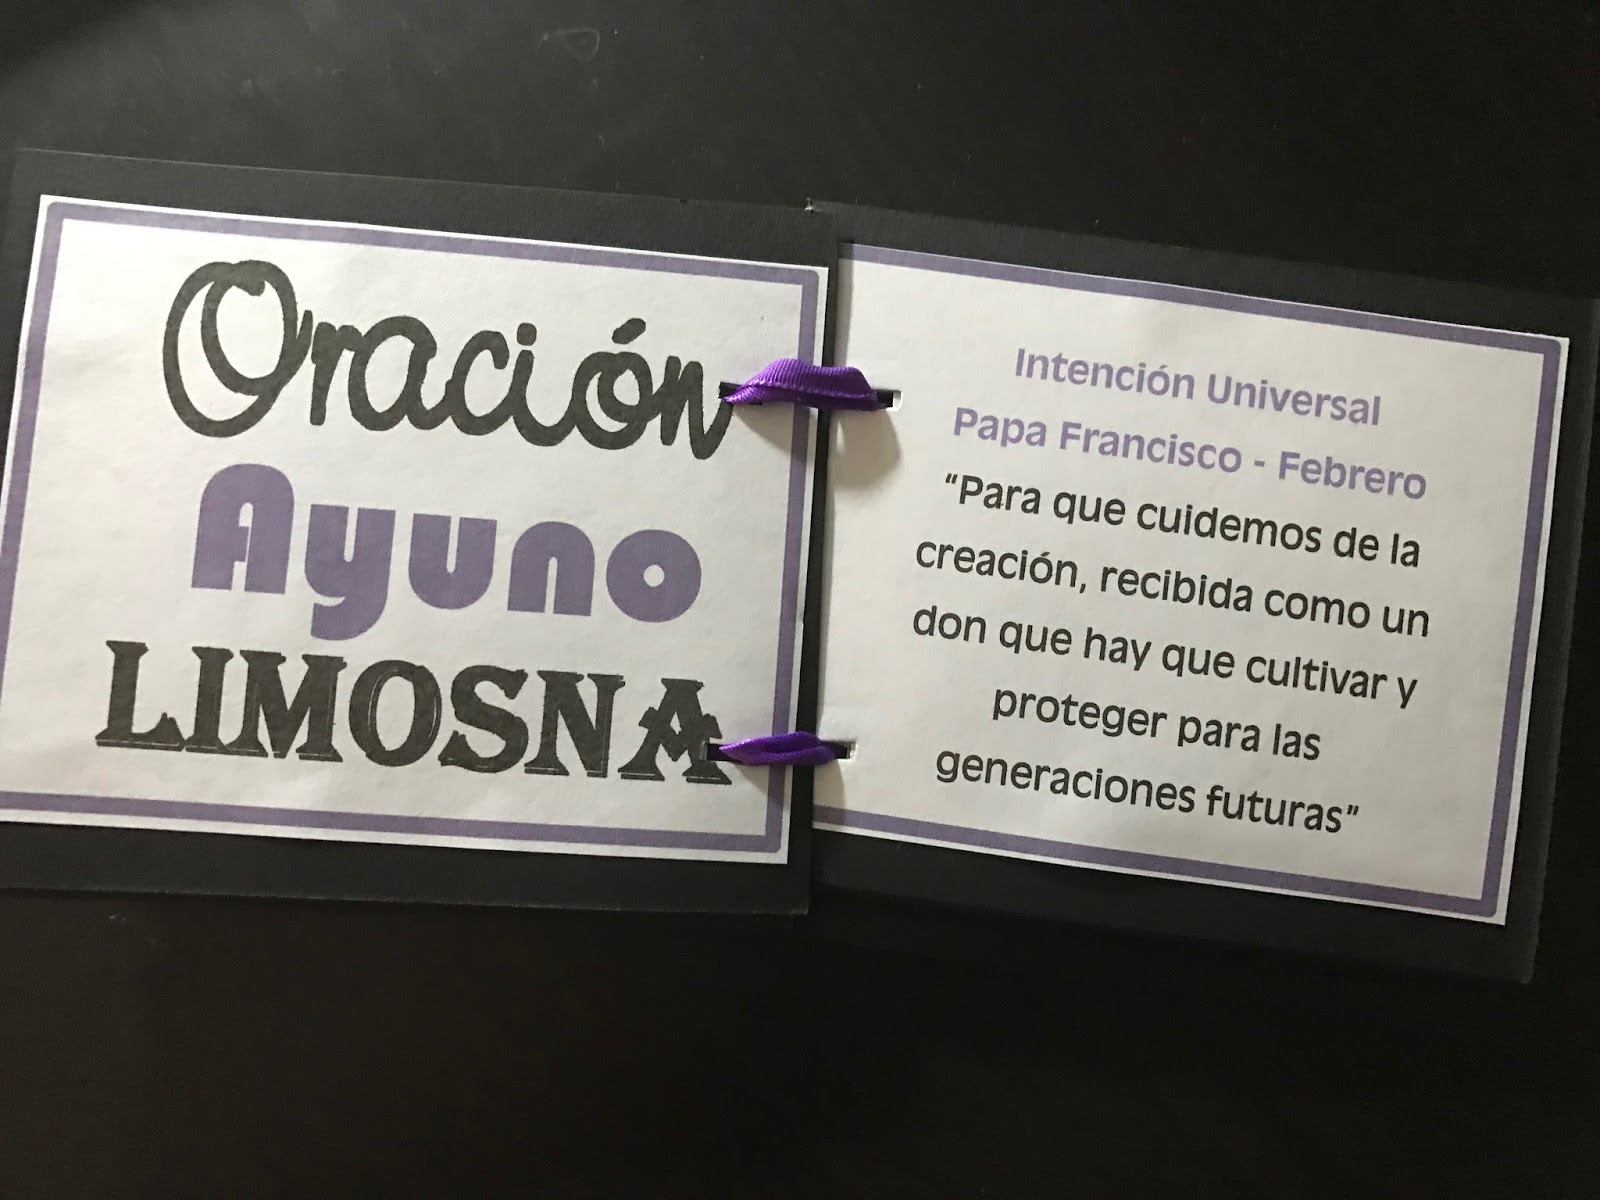 Oración
Ayuno
LIMOSNA
Intención Universal
Papa Francisco - Febrero
“Para que cuidemos de la
creación, recibida como un
don que hay que cultivar y
proteger para las
generaciones futuras”